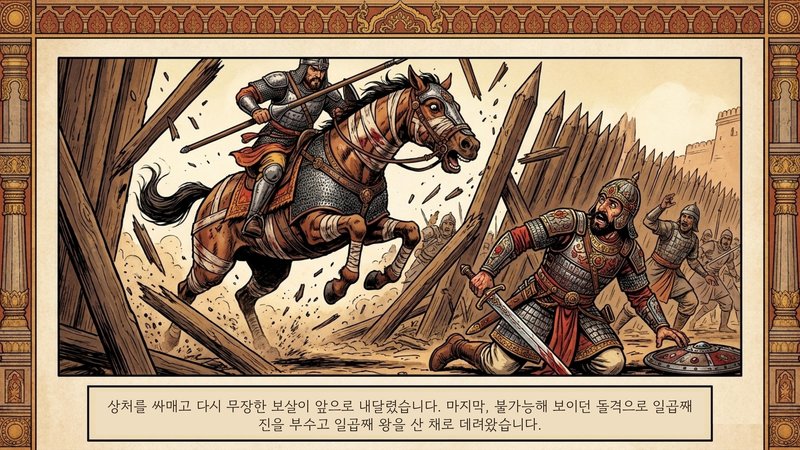 상처를 싸매고 다시 무장한 보살이 앞으로 내달렸습니다. 마지막, 불가능해 보이던 돌격으로 일곱째
진을 부수고 일곱째 왕을 산 채로 데려왔습니다.